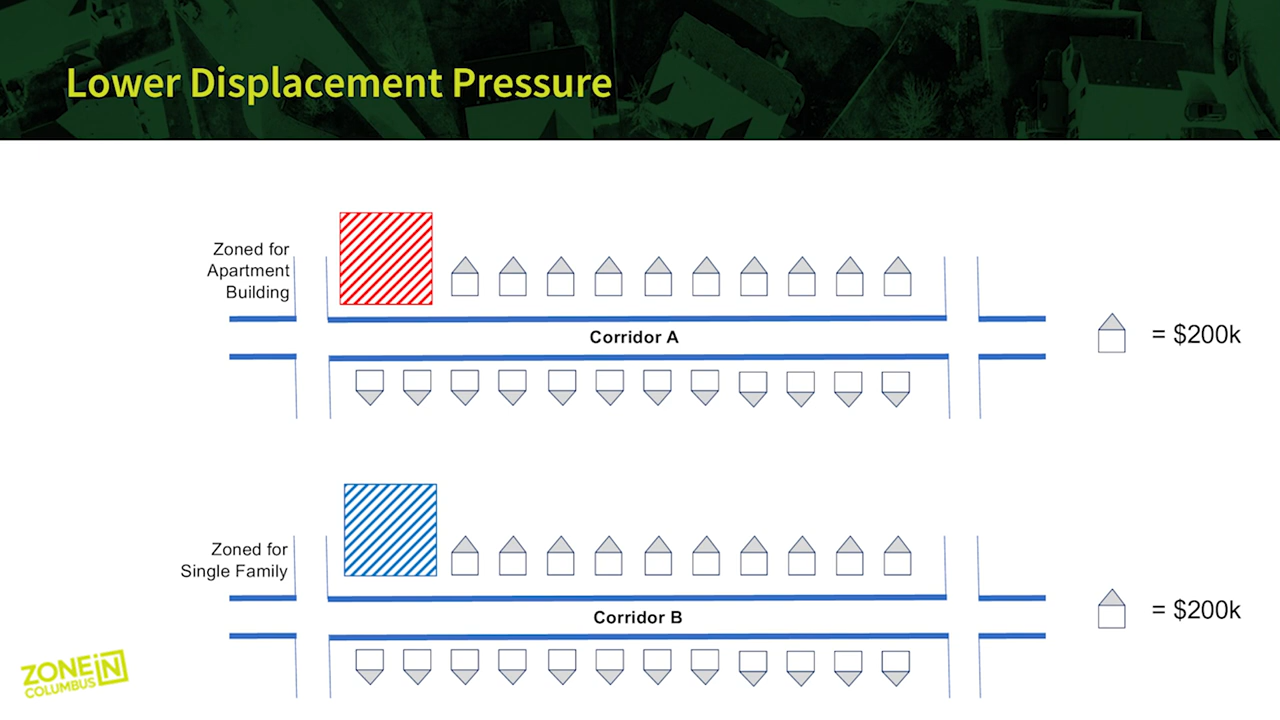 Lower Displacement Pressure
Zoned for
Apartment
Building
Corridor A
= $200k
Zoned for
Single Family
Corridor B
= $200k
ZONE iN
COLUMBUS